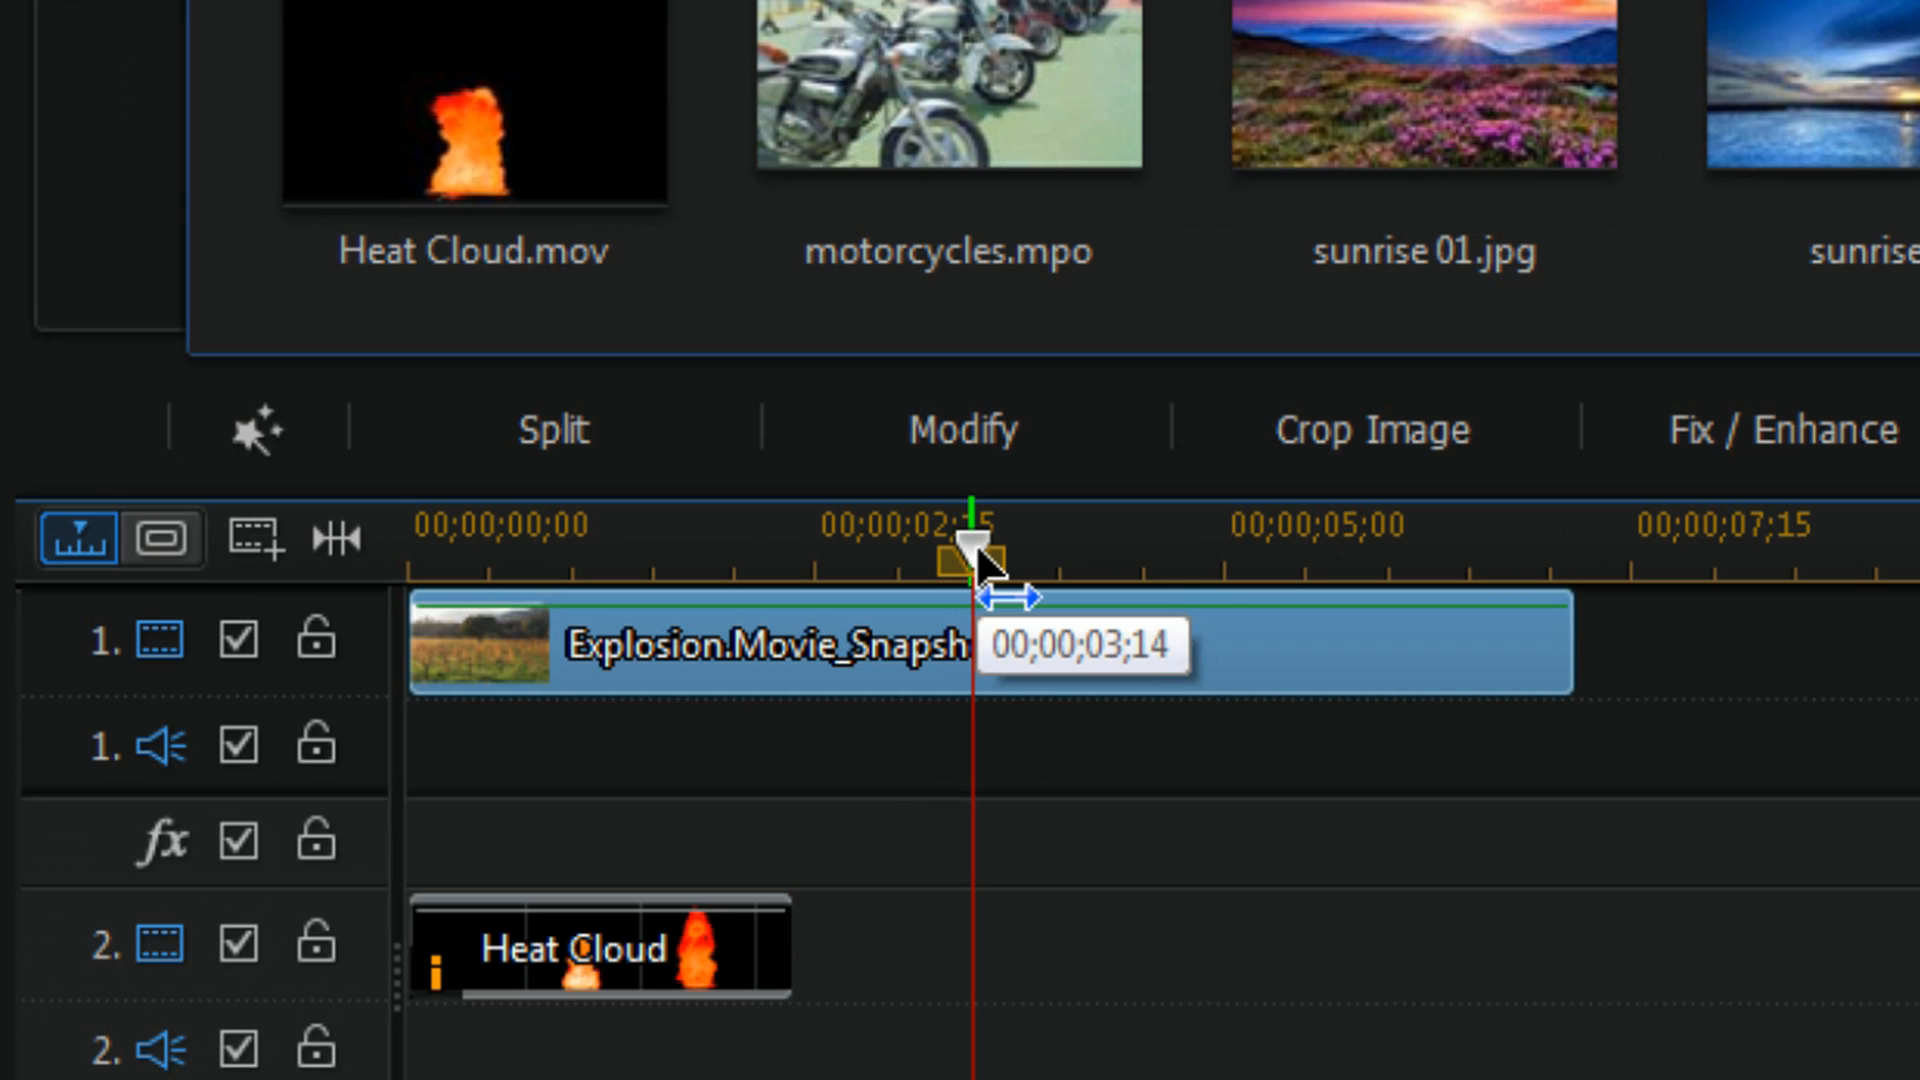 Heat Cloud.mov
motorcycles.mpo
sunrise 01.jpg
sunrise
Split
Modify
Crop Image
Fix / Enhance
00;00;00;00
00;00;02;15
00;00;05;00
00;00;07;15
1.
Explosion.Movie_Snapsh
00;00;03;14
1.
fx
2.
Heat Cloud
i
2.